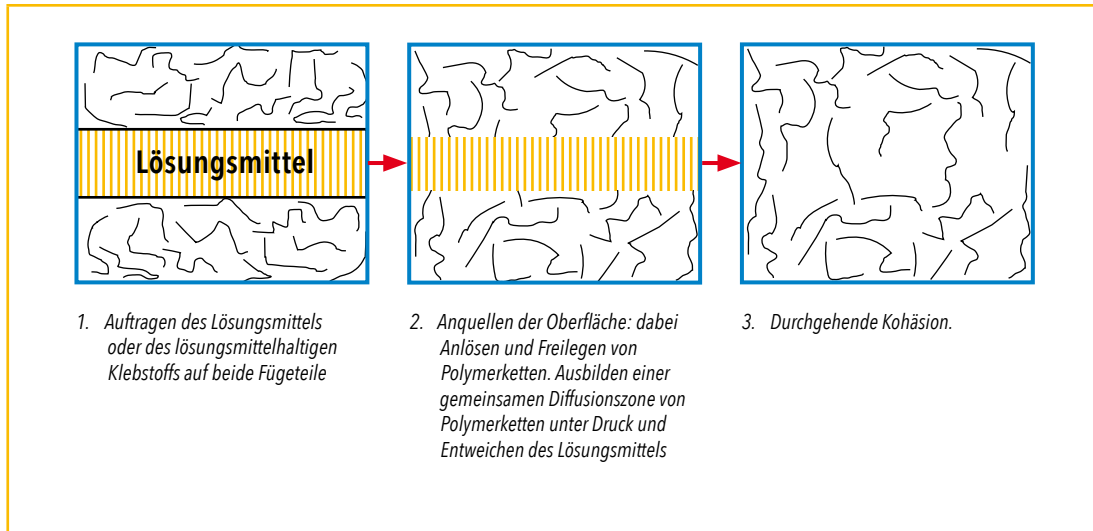 Lösungsmittel
1. Auftragen des Lösungsmittels
oder des lösungsmittelhaltigen
Klebstoffs auf beide Fügeteile
2. Anquellen der Oberfläche: dabei
Anlösen und Freilegen von
Polymerketten. Ausbilden einer
gemeinsamen Diffusionszone von
Polymerketten unter Druck und
Entweichen des Lösungsmittels
3. Durchgehende Kohäsion.